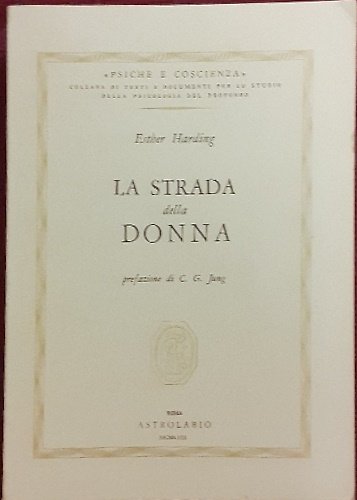 «PSICHE E COSCIENZA»
COLLANA DI TESTI E DOCUMENTI PER LO STUDIO
DELLA PSICOLOGIA DEL PROFONDO
Esther Harding
LA STRADA
della
DONNA
prefazione di C. G. Jung
ROMA
ASTROLABIO